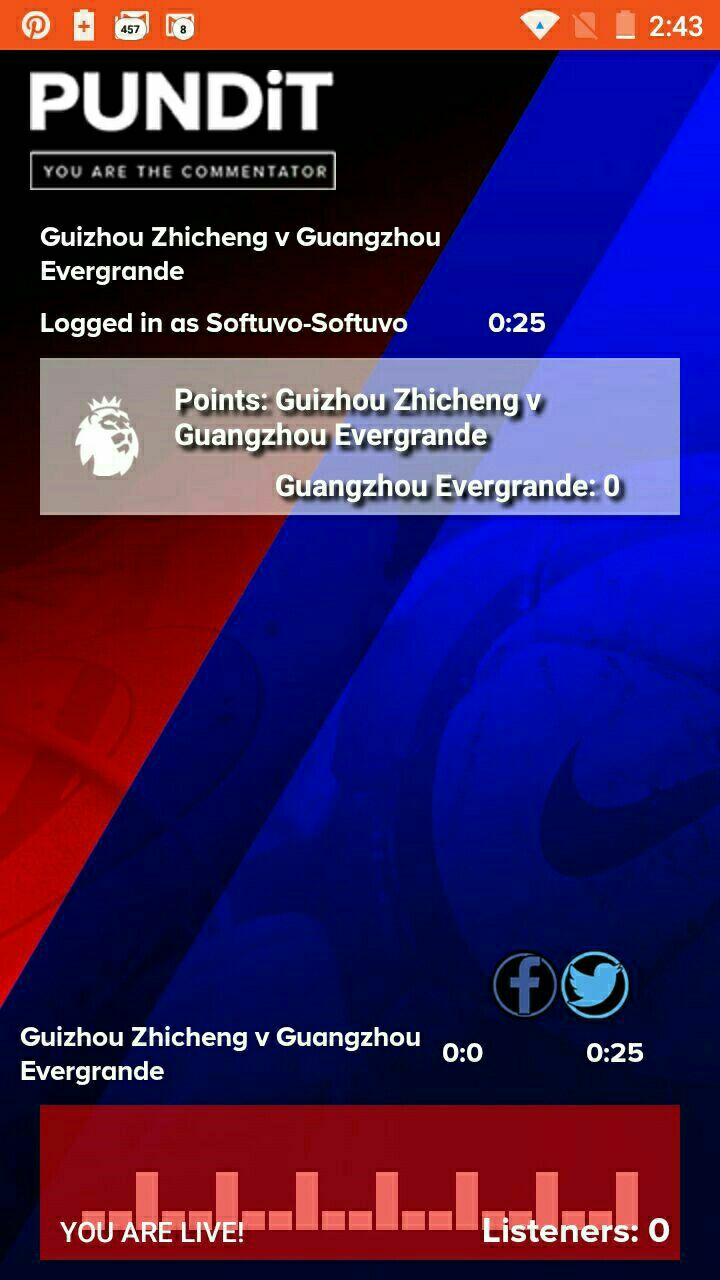 457
8
2:43
PUNDiT
YOU ARE THE COMMENTATOR
Guizhou Zhicheng v Guangzhou
Evergrande
Logged in as Softuvo-Softuvo 0:25
Points: Guizhou Zhicheng v
Guangzhou Evergrande
Guangzhou Evergrande: 0
Guizhou Zhicheng v Guangzhou
Evergrande
0:0 0:25
YOU ARE LIVE! Listeners: 0